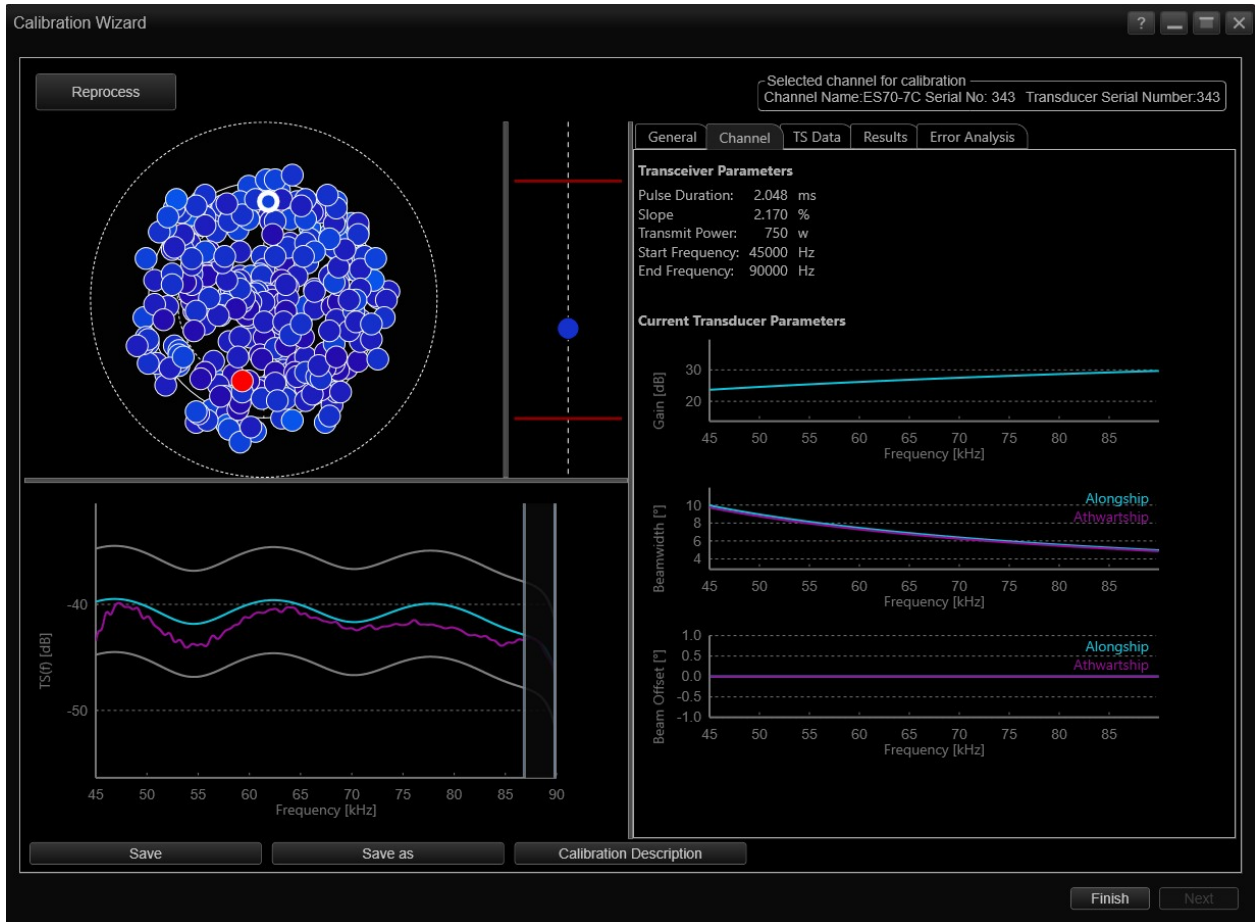 Calibration Wizard
?
Reprocess
Selected channel for calibration
Channel Name:ES70-7C Serial No: 343 Transducer Serial Number:343
General Channel TS Data Results Error Analysis
Transceiver Parameters
Pulse Duration: 2.048 ms
Slope 2.170 %
Transmit Power: 750 w
Start Frequency: 45000 Hz
End Frequency: 90000 Hz
Current Transducer Parameters
Gain [dB]
30
20
45 50 55 60 65 70 75 80 85
Frequency [kHz]
Beamwidth [°]
10
8
6
4
Alongship
Athwartship
45 50 55 60 65 70 75 80 85
Frequency [kHz]
Beam Offset [°]
1.0
0.5
0.0
-0.5
-1.0
Alongship
Athwartship
45 50 55 60 65 70 75 80 85
Frequency [kHz]
TS(f) [dB]
-40
-50
45 50 55 60 65 70 75 80 85 90
Frequency [kHz]
Save Save as Calibration Description
Finish Next